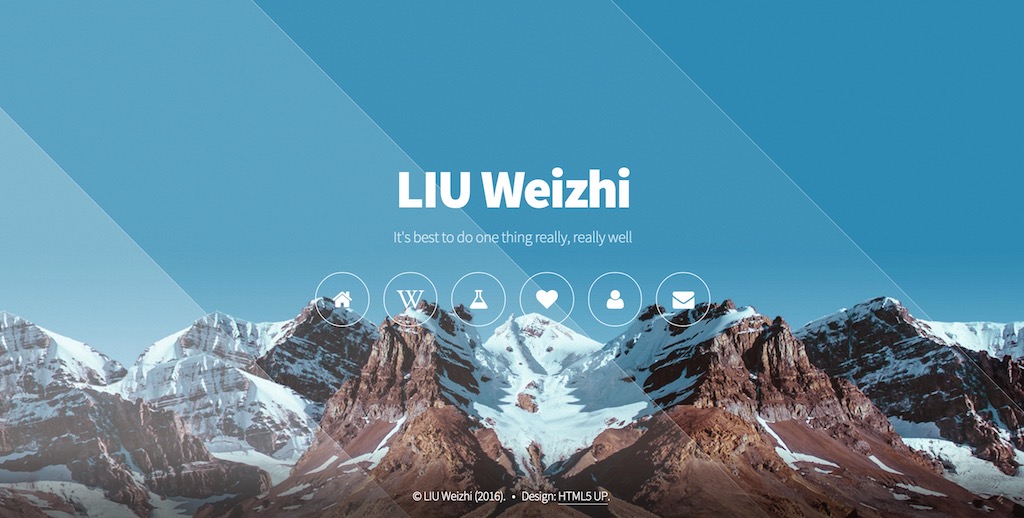 LIU Weizhi
It's best to do one thing really, really well
W
© LIU Weizhi (2016). • Design: HTML5 UP.